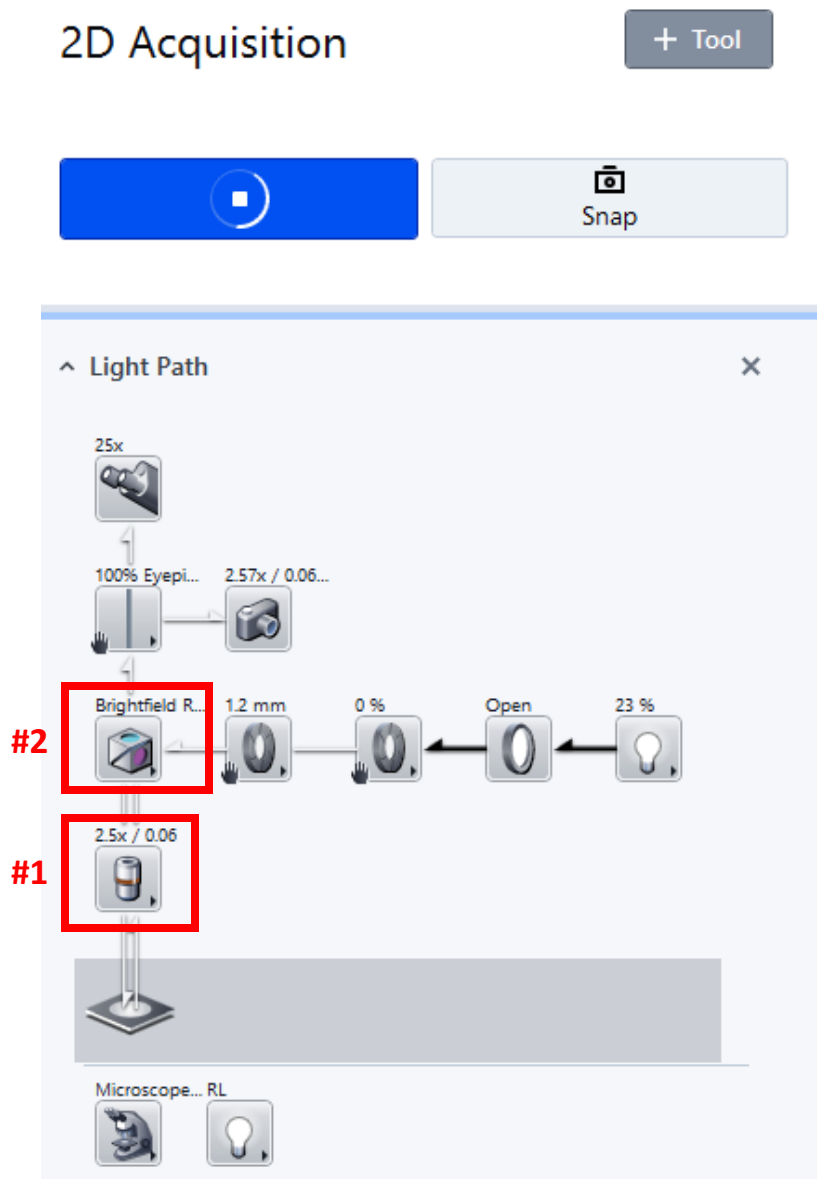 2D Acquisition
+ Tool
Snap
Light Path
25x
100% Eyepi... 2.57x / 0.06...
#2
Brightfield R... 1.2 mm 0 % Open 23 %
2.5x / 0.06
#1
Microscope... RL